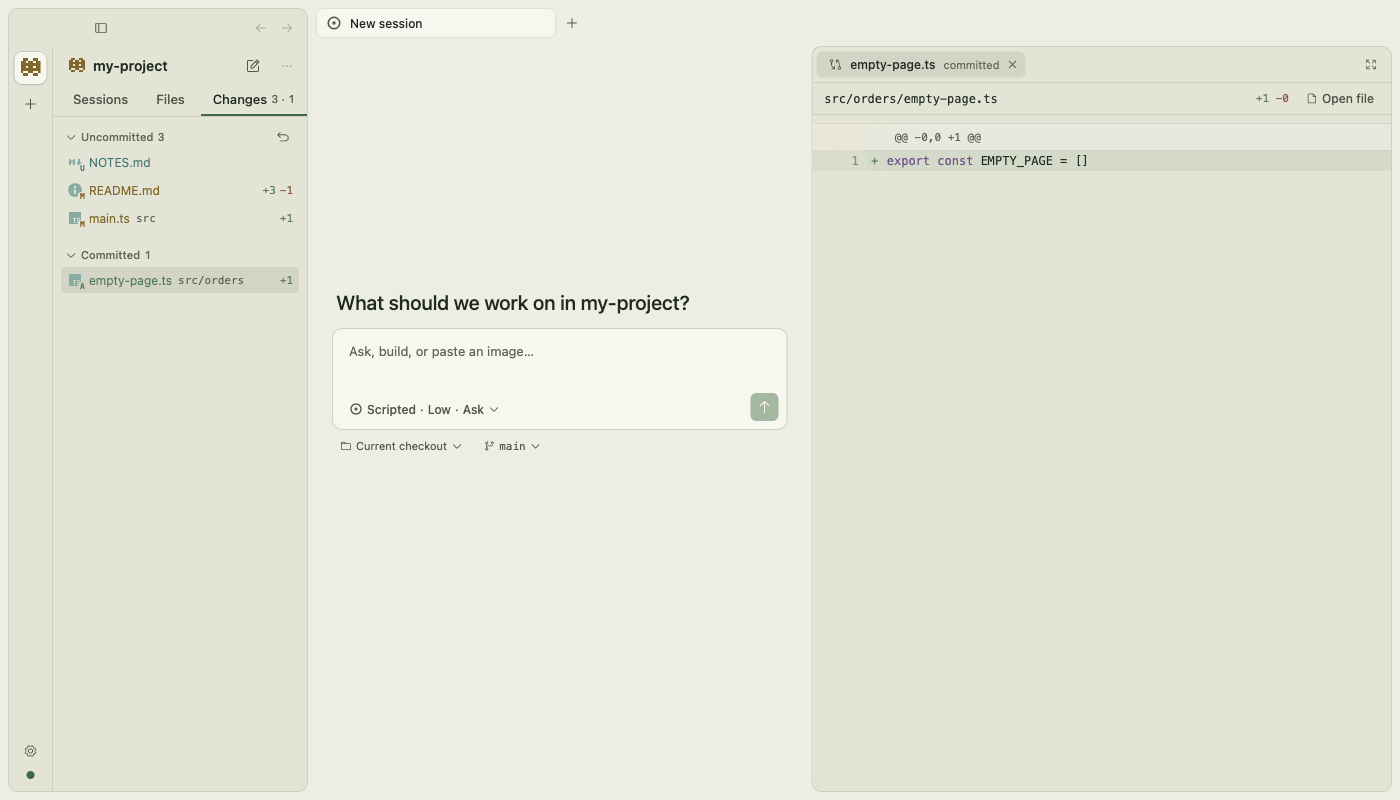 New session
my-project
Sessions
Files
Changes 3 · 1
Uncommitted 3
NOTES.md
README.md +3 −1
main.ts src +1
Committed 1
empty-page.ts src/orders +1
What should we work on in my-project?
Ask, build, or paste an image...
Scripted · Low · Ask
Current checkout
main
empty-page.ts committed
src/orders/empty-page.ts +1 −0 Open file
@@ −0,0 +1 @@
1 + export const EMPTY_PAGE = []